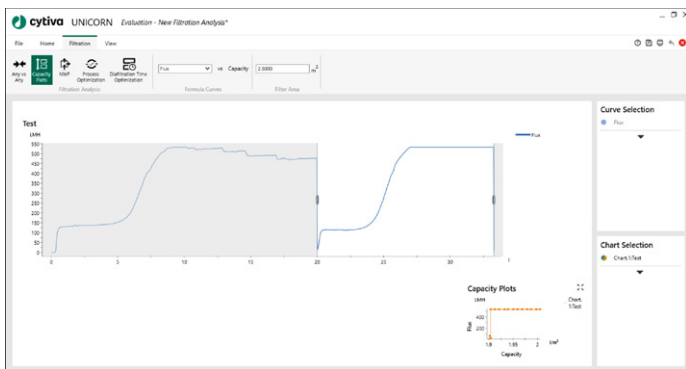 cytiva UNICORN Evaluation - New Filtration Analysis*
File Home Filtration View
Any vs Any
Capacity Plots
NWP
Process Optimization
Diafiltration Time Optimization
Flux vs Capacity 2.0000 m²
Filtration Analysis Formula Curves Filter Area
Test
LMH
Flux
550
500
450
400
350
300
250
200
150
100
50
0
0 5 10 15 20 25 30 l
Capacity Plots
LMH
Chart. 1:Test
Flux
400
200
1.9 1.95 2 l/m²
Capacity
Curve Selection
Flux
Chart Selection
Chart.1:Test